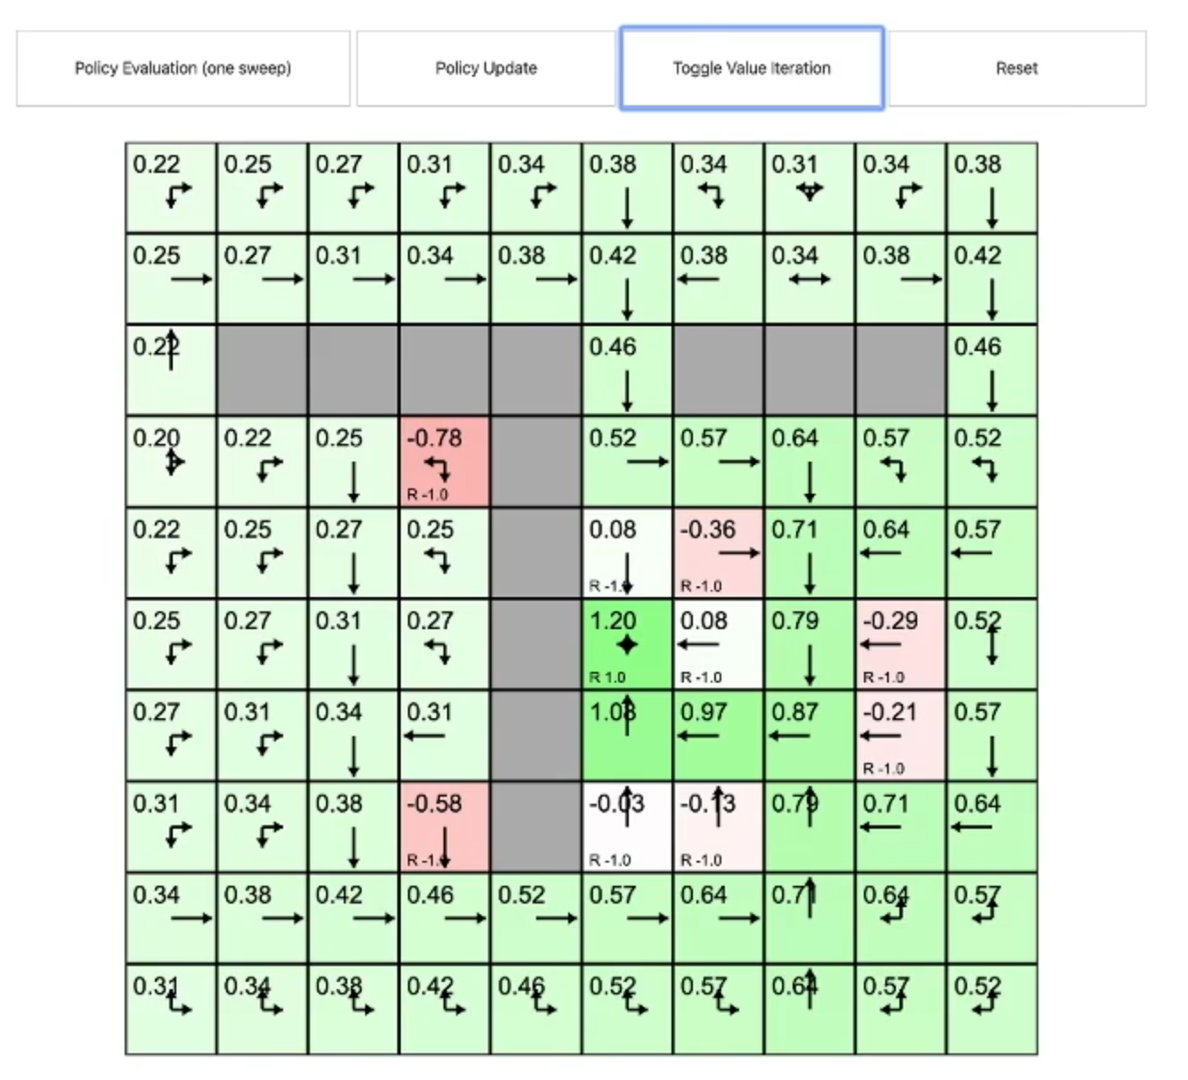 Policy Evaluation (one sweep) Policy Update Toggle Value Iteration Reset
0.22 0.25 0.27 0.31 0.34 0.38 0.34 0.31 0.34 0.38
0.25 0.27 0.31 0.34 0.38 0.42 0.38 0.34 0.38 0.42
0.22 0.46 0.46
0.20 0.22 0.25 -0.78 0.52 0.57 0.64 0.57 0.52
R -1.0
0.22 0.25 0.27 0.25 0.08 -0.36 0.71 0.64 0.57
R -1.0 R -1.0
0.25 0.27 0.31 0.27 1.20 0.08 0.79 -0.29 0.52
R 1.0 R -1.0 R -1.0
0.27 0.31 0.34 0.31 1.08 0.97 0.87 -0.21 0.57
R -1.0
0.31 0.34 0.38 -0.58 -0.03 -0.13 0.79 0.71 0.64
R -1.0 R -1.0 R -1.0
0.34 0.38 0.42 0.46 0.52 0.57 0.64 0.71 0.64 0.57
0.31 0.34 0.38 0.42 0.46 0.52 0.57 0.64 0.57 0.52